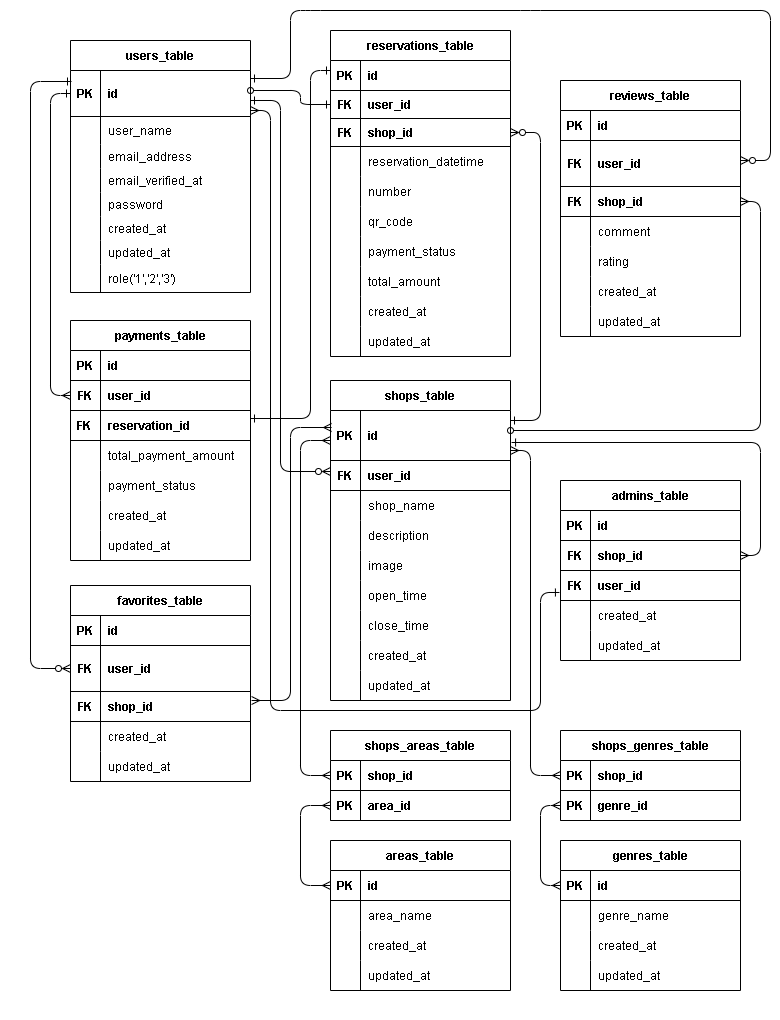 users_table
PK id
user_name
email_address
email_verified_at
password
created_at
updated_at
role('1','2','3')
reservations_table
PK id
FK user_id
FK shop_id
reservation_datetime
number
qr_code
payment_status
total_amount
created_at
updated_at
reviews_table
PK id
FK user_id
FK shop_id
comment
rating
created_at
updated_at
payments_table
PK id
FK user_id
FK reservation_id
total_payment_amount
payment_status
created_at
updated_at
shops_table
PK id
FK user_id
shop_name
description
image
open_time
close_time
created_at
updated_at
admins_table
PK id
FK shop_id
FK user_id
created_at
updated_at
favorites_table
PK id
FK user_id
FK shop_id
created_at
updated_at
shops_areas_table
PK shop_id
PK area_id
shops_genres_table
PK shop_id
PK genre_id
areas_table
PK id
area_name
created_at
updated_at
genres_table
PK id
genre_name
created_at
updated_at